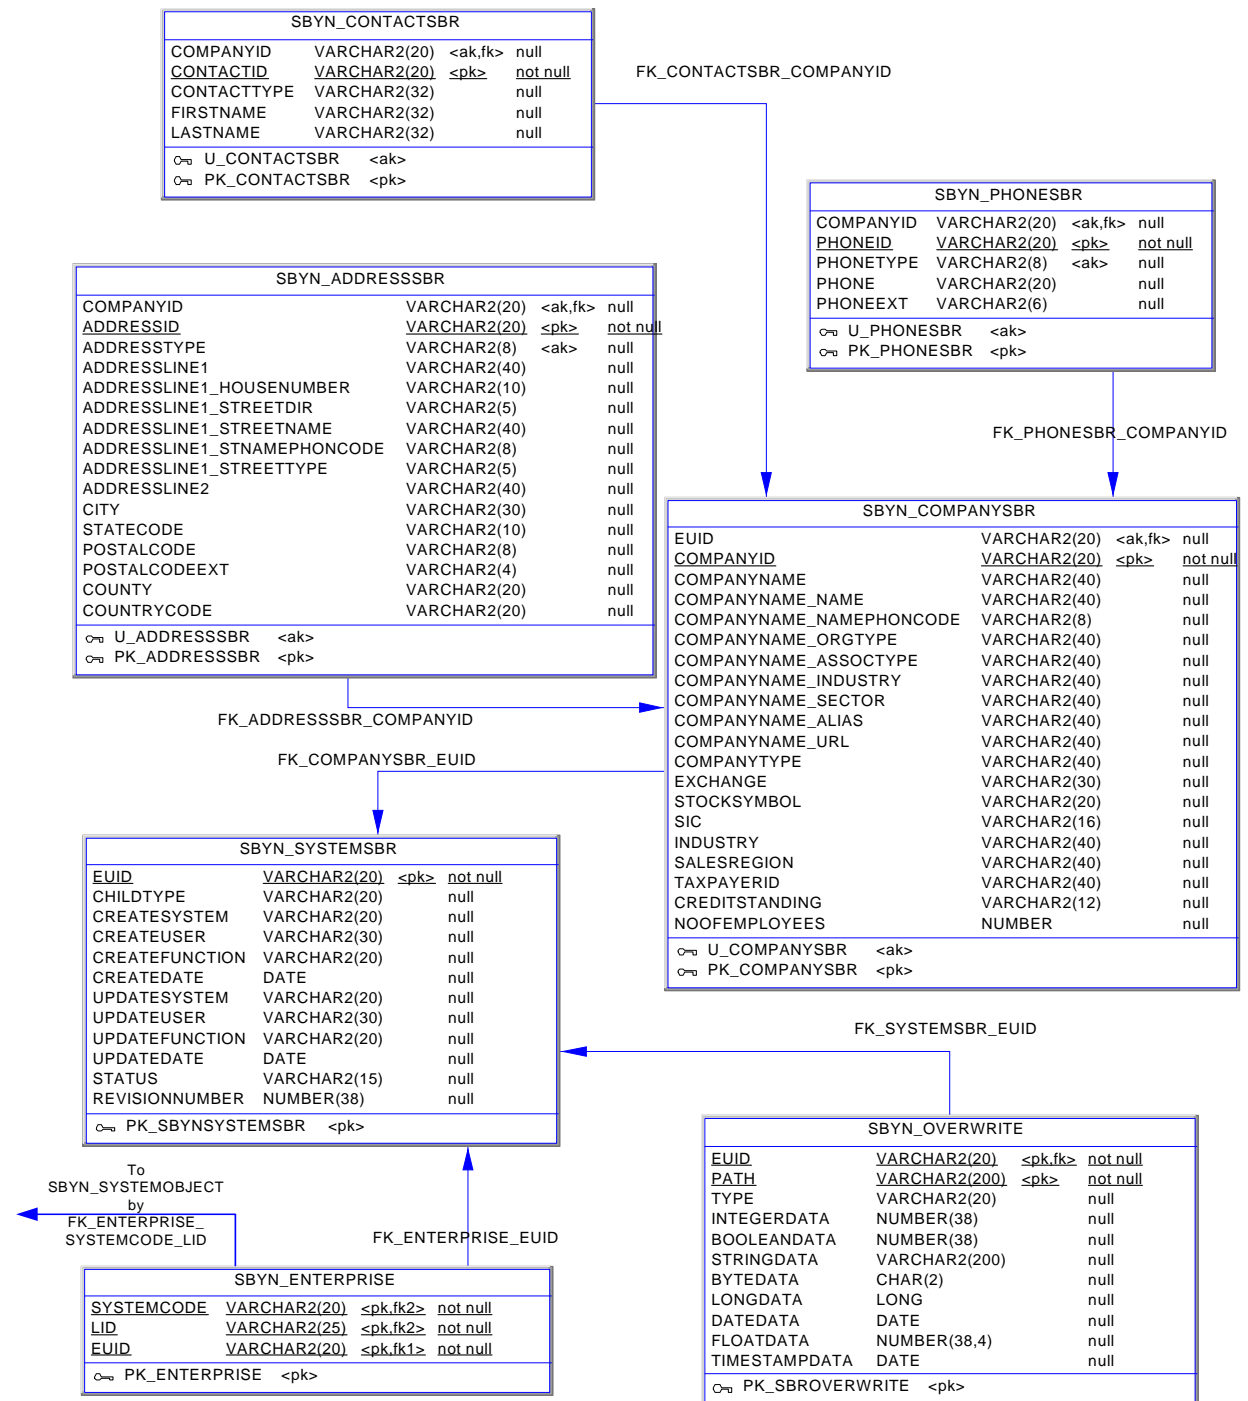 SBYN_CONTACTSBR
COMPANYID VARCHAR2(20) <ak,fk> null
CONTACTID VARCHAR2(20) <pk> not null
CONTACTTYPE VARCHAR2(32) null
FIRSTNAME VARCHAR2(32) null
LASTNAME VARCHAR2(32) null
U_CONTACTSBR <ak>
PK_CONTACTSBR <pk>
FK_CONTACTSBR_COMPANYID
SBYN_PHONESBR
COMPANYID VARCHAR2(20) <ak,fk> null
PHONEID VARCHAR2(20) <pk> not null
PHONETYPE VARCHAR2(8) <ak> null
PHONE VARCHAR2(20) null
PHONEEXT VARCHAR2(6) null
U_PHONESBR <ak>
PK_PHONESBR <pk>
FK_PHONESBR_COMPANYID
SBYN_ADDRESSSBR
COMPANYID VARCHAR2(20) <ak,fk> null
ADDRESSID VARCHAR2(20) <pk> not null
ADDRESSTYPE VARCHAR2(8) <ak> null
ADDRESSLINE1 VARCHAR2(40) null
ADDRESSLINE1_HOUSENUMBER VARCHAR2(10) null
ADDRESSLINE1_STREETDIR VARCHAR2(5) null
ADDRESSLINE1_STREETNAME VARCHAR2(40) null
ADDRESSLINE1_STNAMEPHONCODE VARCHAR2(8) null
ADDRESSLINE1_STREETTYPE VARCHAR2(5) null
ADDRESSLINE2 VARCHAR2(40) null
CITY VARCHAR2(30) null
STATECODE VARCHAR2(10) null
POSTALCODE VARCHAR2(8) null
POSTALCODEEXT VARCHAR2(4) null
COUNTY VARCHAR2(20) null
COUNTRYCODE VARCHAR2(20) null
U_ADDRESSSBR <ak>
PK_ADDRESSSBR <pk>
FK_ADDRESSSBR_COMPANYID
SBYN_COMPANYSBR
EUID VARCHAR2(20) <ak,fk> null
COMPANYID VARCHAR2(20) <pk> not null
COMPANYNAME VARCHAR2(40) null
COMPANYNAME_NAME VARCHAR2(40) null
COMPANYNAME_NAMEPHONCODE VARCHAR2(8) null
COMPANYNAME_ORGTYPE VARCHAR2(40) null
COMPANYNAME_ASSOCTYPE VARCHAR2(40) null
COMPANYNAME_INDUSTRY VARCHAR2(40) null
COMPANYNAME_SECTOR VARCHAR2(40) null
COMPANYNAME_ALIAS VARCHAR2(40) null
COMPANYNAME_URL VARCHAR2(40) null
COMPANYTYPE VARCHAR2(40) null
EXCHANGE VARCHAR2(30) null
STOCKSYMBOL VARCHAR2(20) null
SIC VARCHAR2(16) null
INDUSTRY VARCHAR2(40) null
SALESREGION VARCHAR2(40) null
TAXPAYERID VARCHAR2(40) null
CREDITSTANDING VARCHAR2(12) null
NOOFEMPLOYEES NUMBER null
U_COMPANYSBR <ak>
PK_COMPANYSBR <pk>
FK_COMPANYSBR_EUID
SBYN_SYSTEMSBR
EUID VARCHAR2(20) <pk> not null
CHILDTYPE VARCHAR2(20) null
CREATESYSTEM VARCHAR2(20) null
CREATEUSER VARCHAR2(30) null
CREATEFUNCTION VARCHAR2(20) null
CREATEDATE DATE null
UPDATESYSTEM VARCHAR2(20) null
UPDATEUSER VARCHAR2(30) null
UPDATEFUNCTION VARCHAR2(20) null
UPDATEDATE DATE null
STATUS VARCHAR2(15) null
REVISIONNUMBER NUMBER(38) null
PK_SBYNSYSTEMSBR <pk>
FK_SYSTEMSBR_EUID
To
SBYN_SYSTEMOBJECT
by
FK_ENTERPRISE_
SYSTEMCODE_LID
FK_ENTERPRISE_EUID
SBYN_ENTERPRISE
SYSTEMCODE VARCHAR2(20) <pk,fk2> not null
LID VARCHAR2(25) <pk,fk2> not null
EUID VARCHAR2(20) <pk,fk1> not null
PK_ENTERPRISE <pk>
SBYN_OVERWRITE
EUID VARCHAR2(20) <pk,fk> not null
PATH VARCHAR2(200) <pk> not null
TYPE VARCHAR2(20) null
INTEGERDATA NUMBER(38) null
BOOLEANDATA NUMBER(38) null
STRINGDATA VARCHAR2(200) null
BYTEDATA CHAR(2) null
LONGDATA LONG null
DATEDATA DATE null
FLOATDATA NUMBER(38,4) null
TIMESTAMPDATA DATE null
PK_SBROVERWRITE <pk>